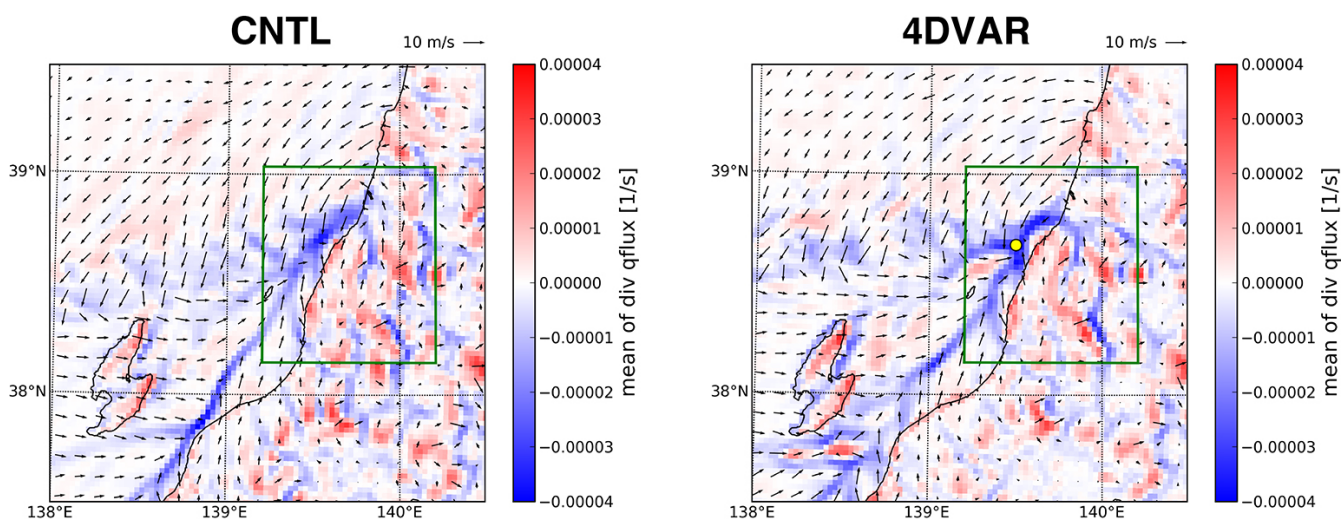 CNTL
10 m/s
39°N
38°N
138°E
139°E
140°E
0.00004
0.00003
0.00002
0.00001
0.00000
−0.00001
−0.00002
−0.00003
−0.00004
mean of div qflux [1/s]
4DVAR
10 m/s
39°N
38°N
138°E
139°E
140°E
0.00004
0.00003
0.00002
0.00001
0.00000
−0.00001
−0.00002
−0.00003
−0.00004
mean of div qflux [1/s]